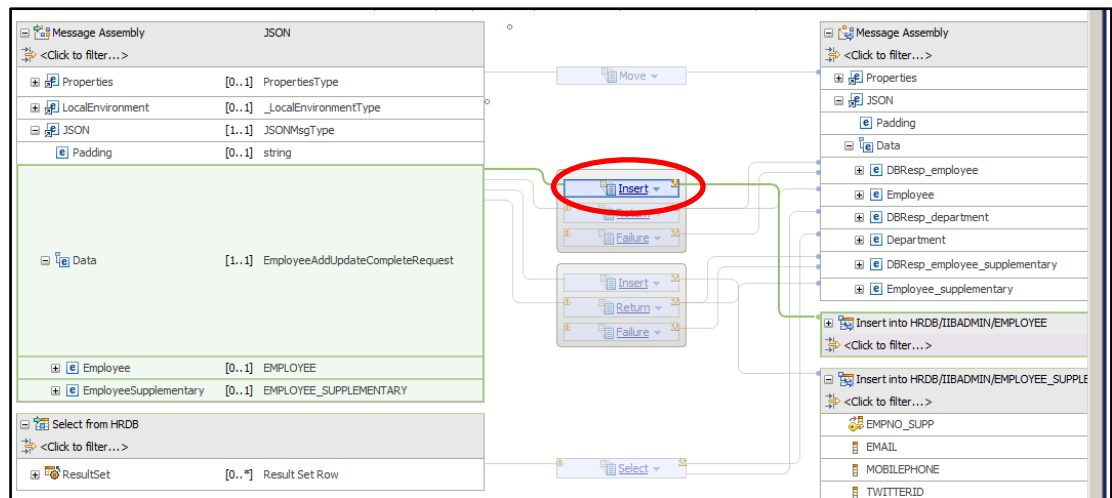 Message Assembly JSON
<Click to filter...>
Properties [0..1] PropertiesType
LocalEnvironment [0..1] _LocalEnvironmentType
JSON [1..1] JSONMsgType
Padding [0..1] string
Data [1..1] EmployeeAddUpdateCompleteRequest
Employee [0..1] EMPLOYEE
EmployeeSupplementary [0..1] EMPLOYEE_SUPPLEMENTARY
Select from HRDB
<Click to filter...>
ResultSet [0..*] Result Set Row
Move
Insert
Return
Failure
Insert
Return
Failure
Select
Message Assembly
<Click to filter...>
Properties
JSON
Padding
Data
DBResp_employee
Employee
DBResp_department
Department
DBResp_employee_supplementary
Employee_supplementary
Insert into HRDB/IIBADMIN/EMPLOYEE
<Click to filter...>
Insert into HRDB/IIBADMIN/EMPLOYEE_SUPPLE
<Click to filter...>
EMPNO_SUPP
EMAIL
MOBILEPHONE
TWITTERID